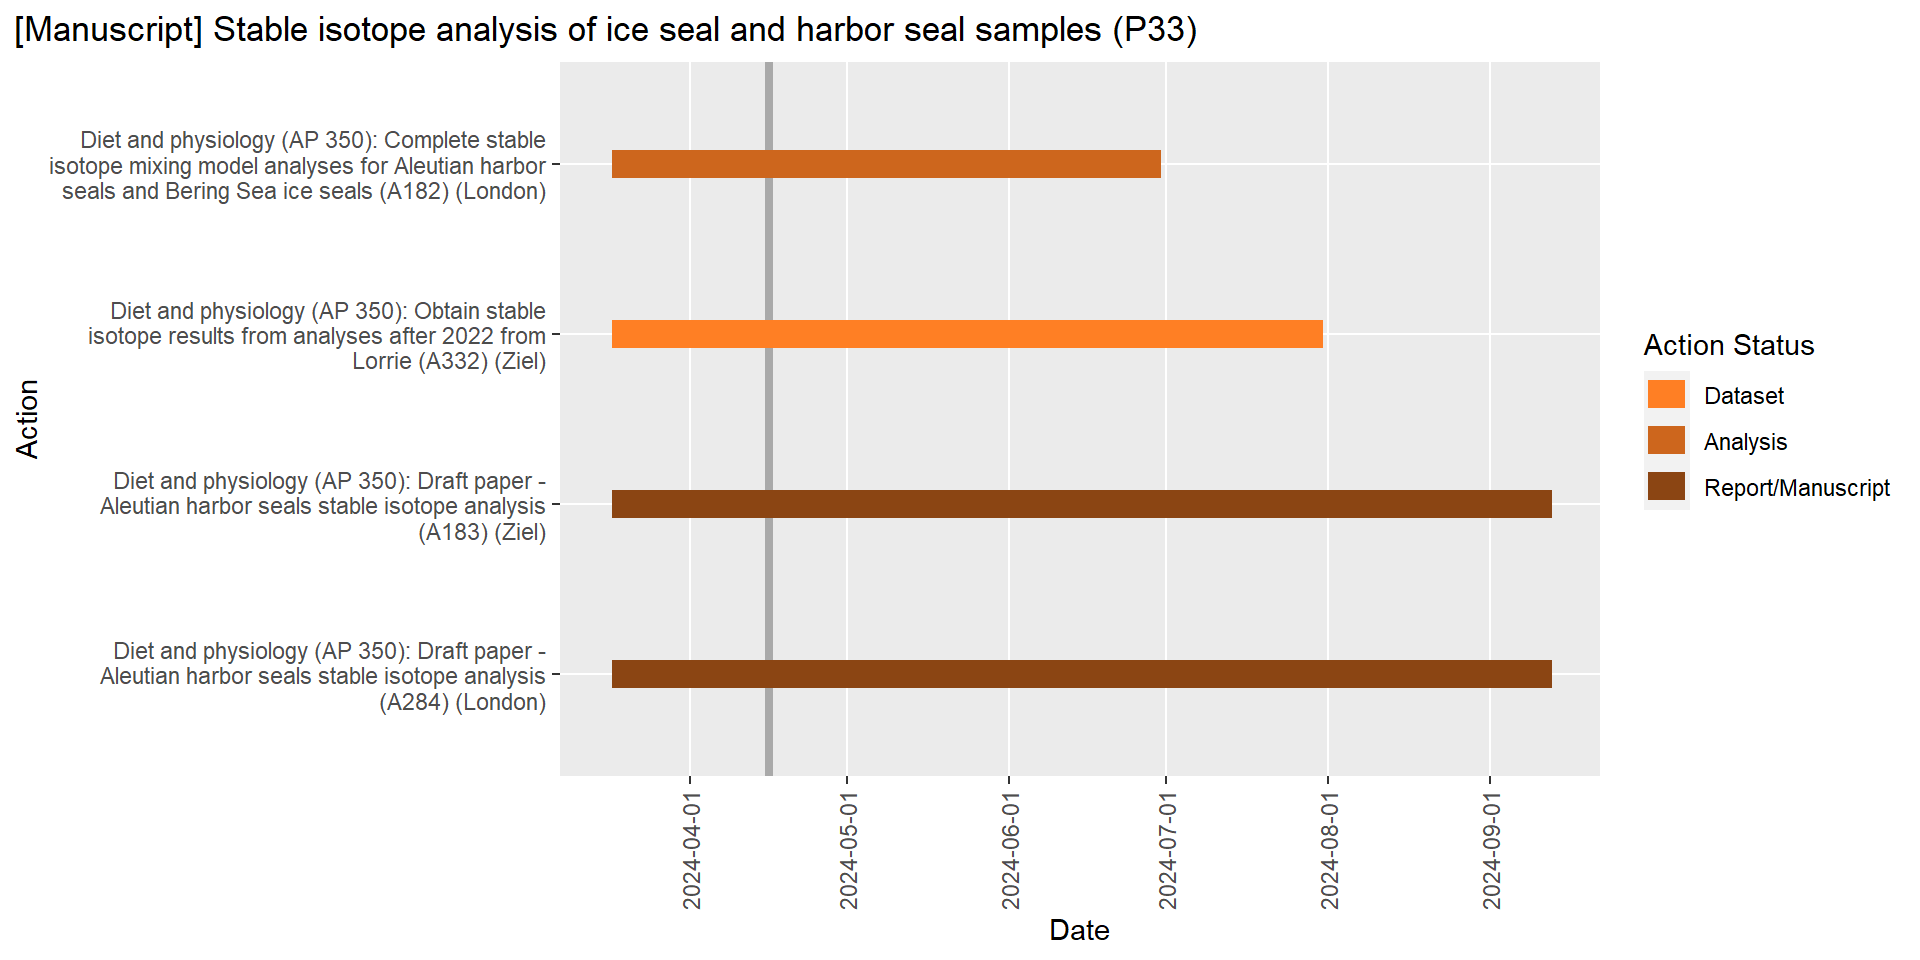 [Manuscript] Stable isotope analysis of ice seal and harbor seal samples (P33)
Action
Diet and physiology (AP 350): Complete stable
isotope mixing model analyses for Aleutian harbor
seals and Bering Sea ice seals (A182) (London)
Diet and physiology (AP 350): Obtain stable
isotope results from analyses after 2022 from
Lorrie (A332) (Ziel)
Diet and physiology (AP 350): Draft paper -
Aleutian harbor seals stable isotope analysis
(A183) (Ziel)
Diet and physiology (AP 350): Draft paper -
Aleutian harbor seals stable isotope analysis
(A284) (London)
2024-04-01
2024-05-01
2024-06-01
2024-07-01
2024-08-01
2024-09-01
Date
Action Status
Dataset
Analysis
Report/Manuscript